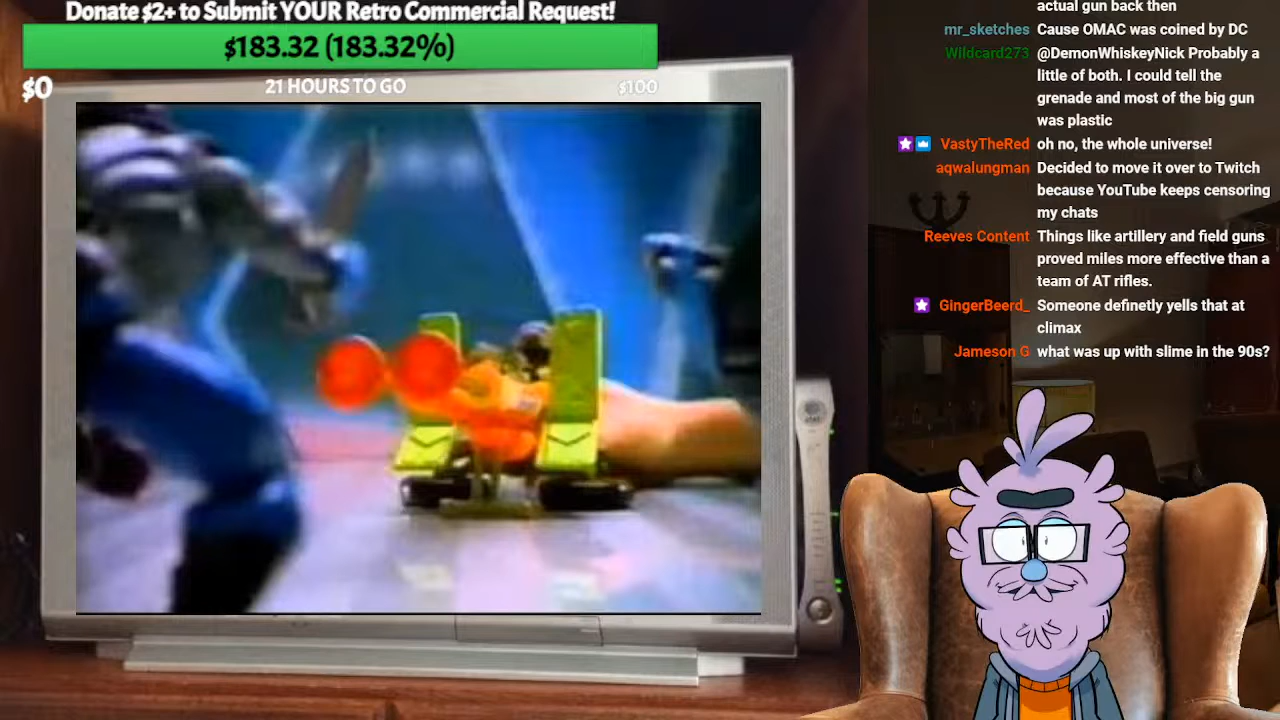 Donate $2+ to Submit YOUR Retro Commercial Request!
$183.32 (183.32%)
$0
21 HOURS TO GO
$100
actual gun back then
mr_sketches Cause OMAC was coined by DC
Wildcard273 @DemonWhiskeyNick Probably a
little of both. I could tell the
grenade and most of the big gun
was plastic
VastyTheRed oh no, the whole universe!
aqwalungman Decided to move it over to Twitch
because YouTube keeps censoring
my chats
Reeves Content Things like artillery and field guns
proved miles more effective than a
team of AT rifles.
GingerBeerd_ Someone definetly yells that at
climax
Jameson G what was up with slime in the 90s?